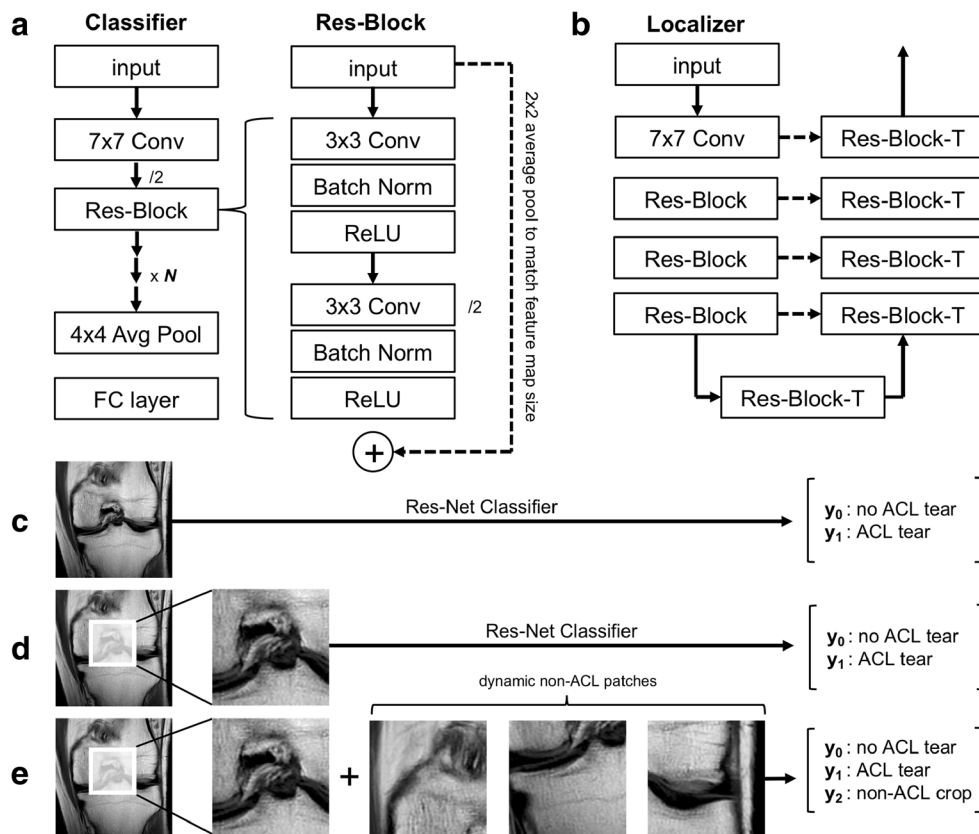 a
Classifier
input
7x7 Conv
/2
Res-Block
x N
4x4 Avg Pool
FC layer
Res-Block
input
3x3 Conv
Batch Norm
ReLU
3x3 Conv
/2
Batch Norm
ReLU
+
2x2 average pool to match feature map size
b
Localizer
input
7x7 Conv
Res-Block-T
Res-Block
Res-Block-T
Res-Block
Res-Block-T
Res-Block
Res-Block-T
Res-Block-T
c
Res-Net Classifier
y0 : no ACL tear
y1 : ACL tear
d
Res-Net Classifier
y0 : no ACL tear
y1 : ACL tear
dynamic non-ACL patches
e
+
y0 : no ACL tear
y1 : ACL tear
y2 : non-ACL crop